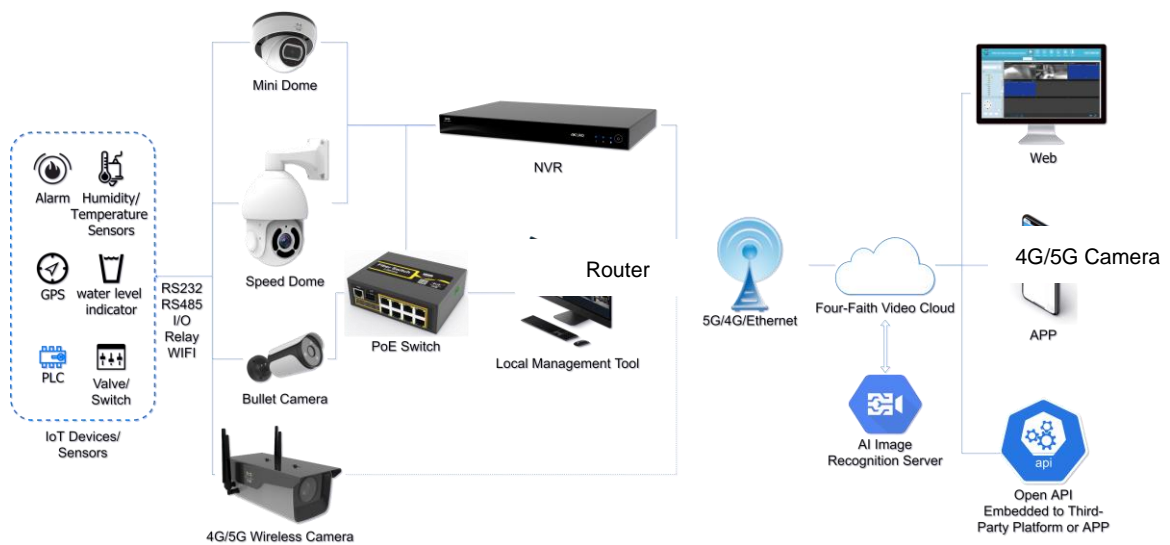 Mini Dome
NVR
Web
Alarm
Humidity/
Temperature
Sensors
GPS
water level
indicator
PLC
Valve/
Switch
IoT Devices/
Sensors
RS232
RS485
I/O
Relay
WIFI
Speed Dome
PoE Switch
Bullet Camera
4G/5G Wireless Camera
Router
Local Management Tool
5G/4G/Ethernet
Four-Faith Video Cloud
AI Image
Recognition Server
4G/5G Camera
APP
api
Open API
Embedded to Third-
Party Platform or APP